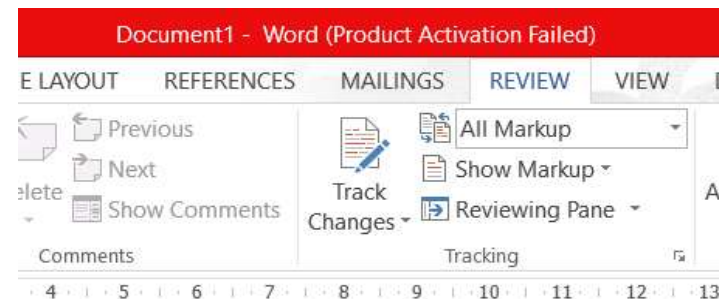 Document1 - Word (Product Activation Failed)
E LAYOUT REFERENCES MAILINGS REVIEW VIEW
Previous
Next
elete
Show Comments
Comments
Track
Changes
All Markup
Show Markup
Reviewing Pane
Tracking
A
4 5 6 7 8 9 10 11 12 13